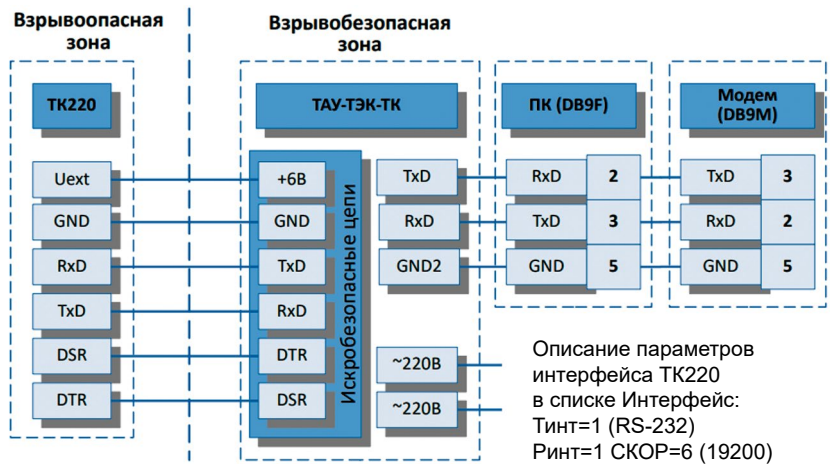 Взрывоопасная
зона
Взрывобезопасная
зона
ТК220
ТАУ-ТЭК-ТК
ПК (DB9F)
Модем
(DB9M)
Искробезопасные цепи
Uext
+6В
TxD
RxD
2
TxD
3
GND
GND
RxD
TxD
3
RxD
2
RxD
TxD
GND2
GND
5
GND
5
TxD
RxD
DSR
DTR
~220В
DTR
DSR
~220В
Описание параметров
интерфейса ТК220
в списке Интерфейс:
Тинт=1 (RS-232)
Ринт=1 СКОР=6 (19200)